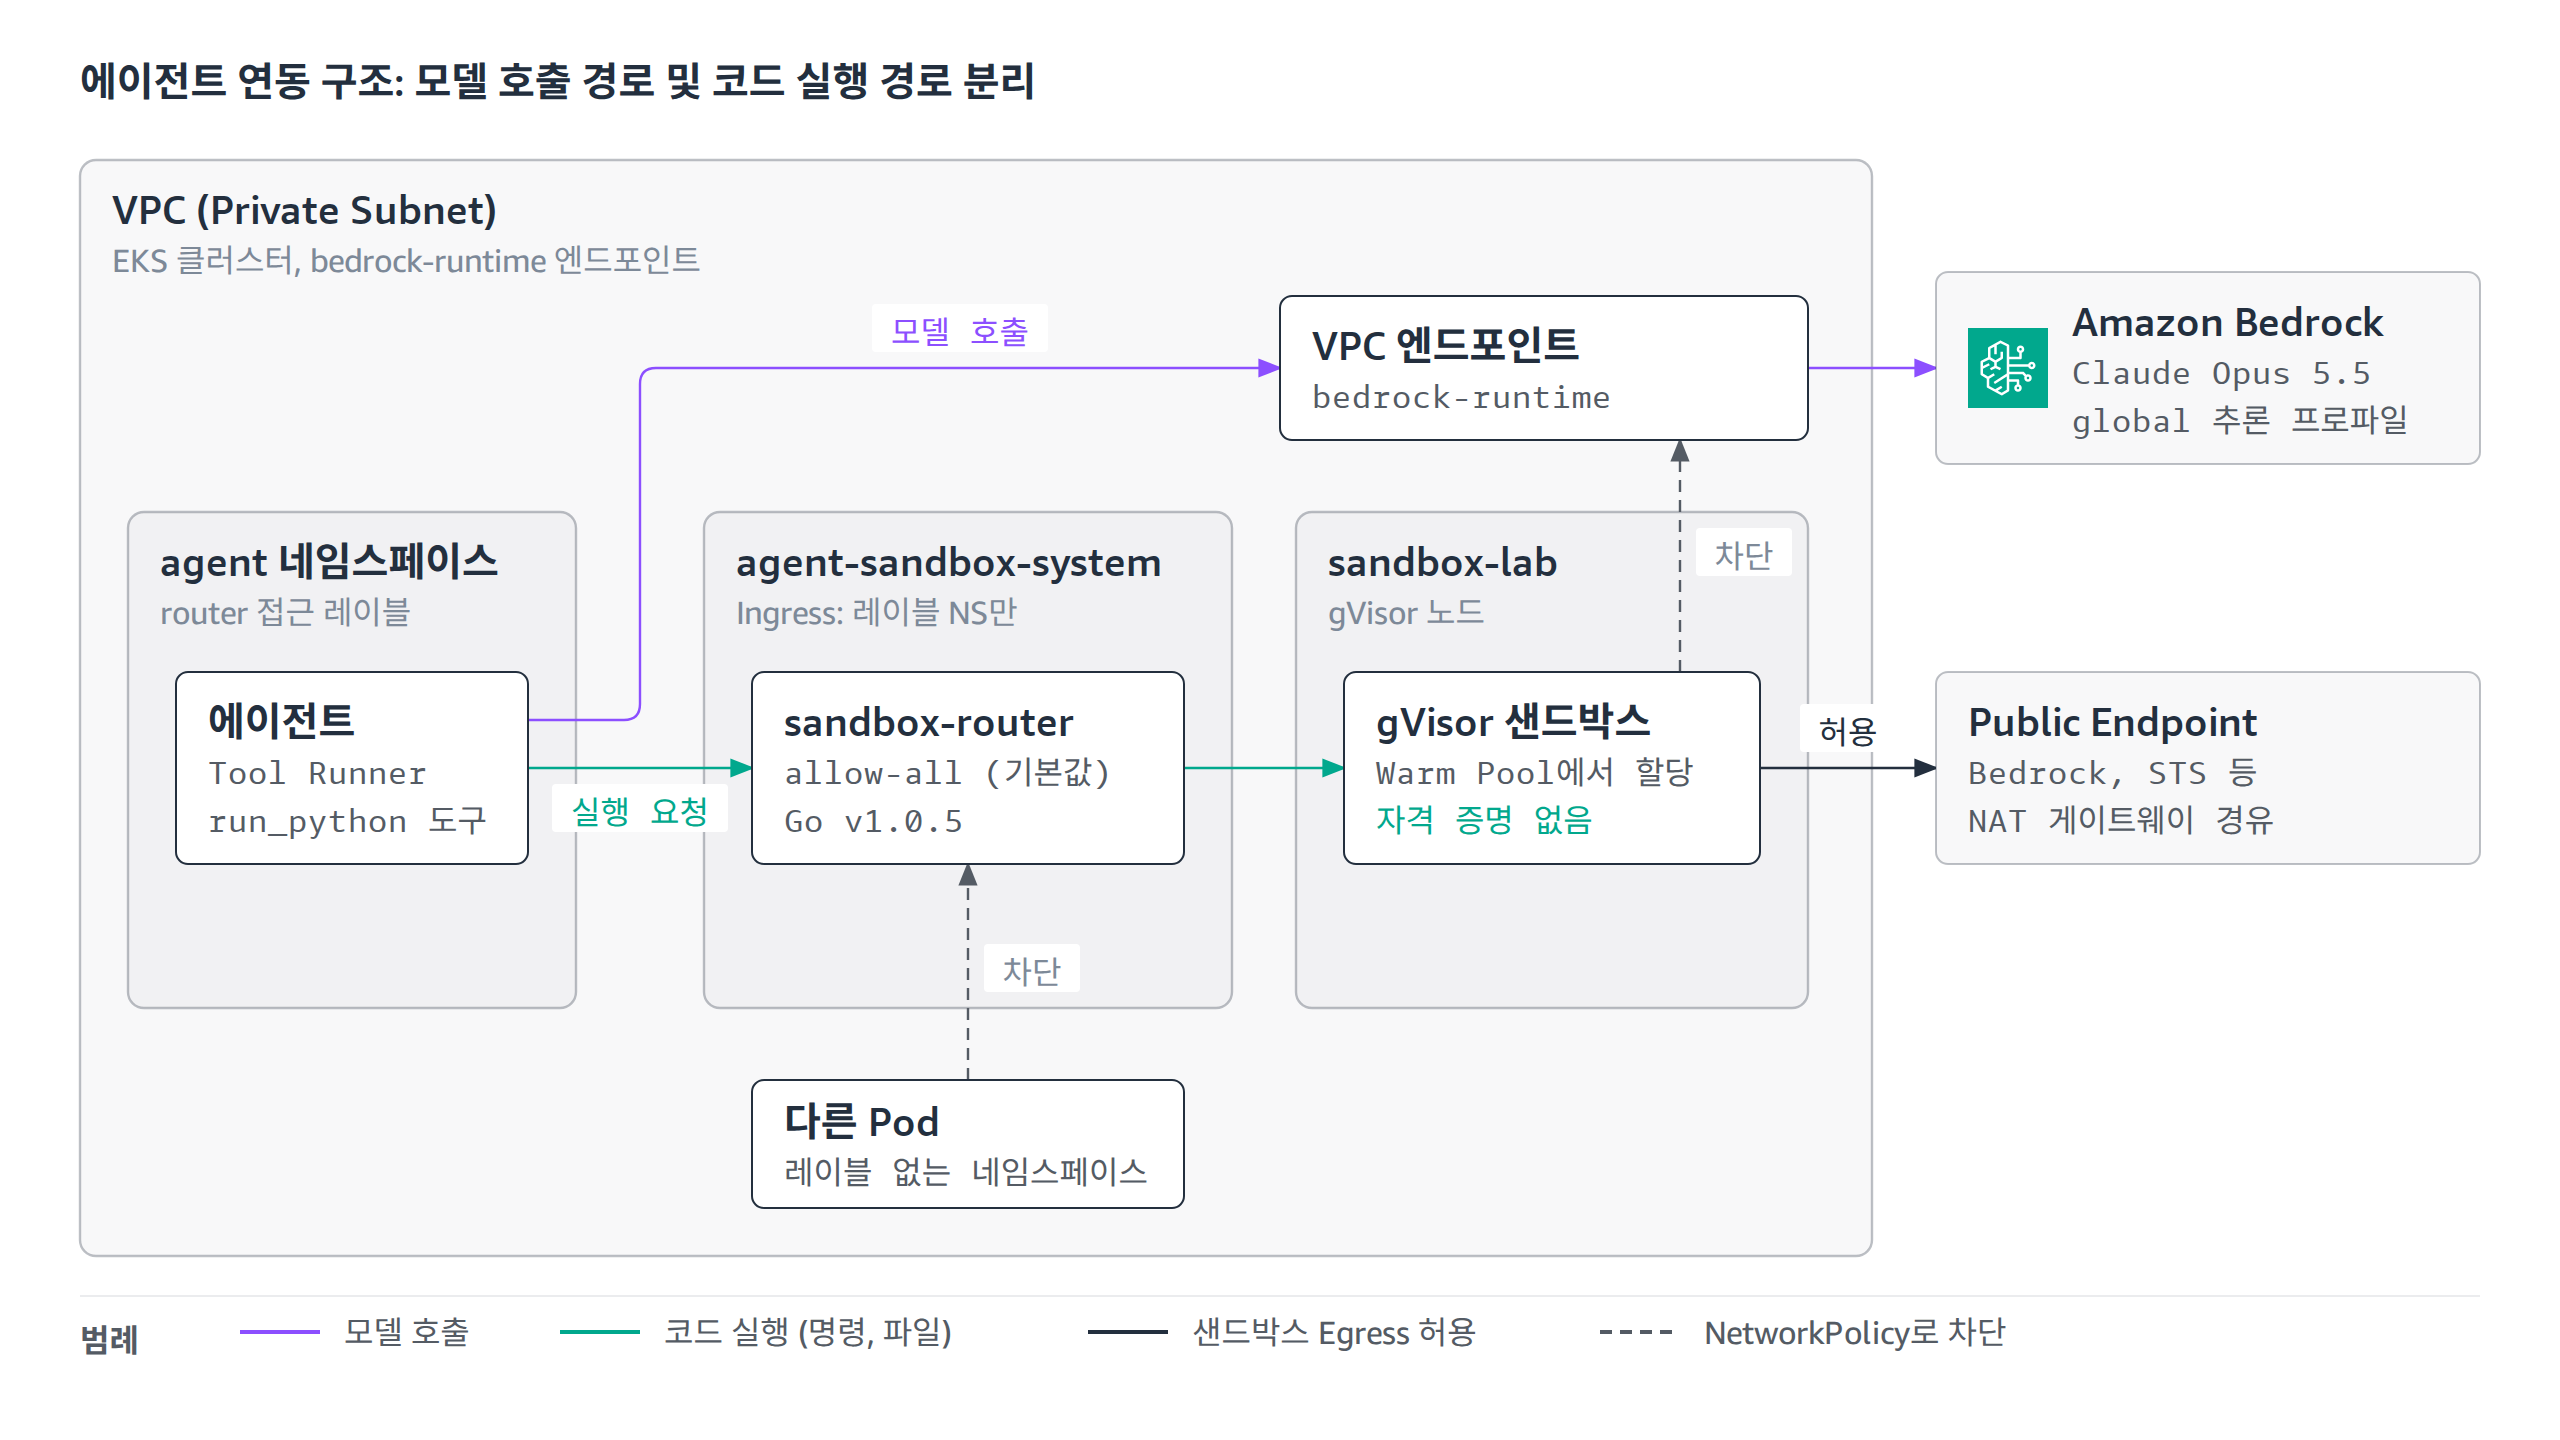 에이전트 연동 구조: 모델 호출 경로 및 코드 실행 경로 분리
VPC (Private Subnet)
EKS 클러스터, bedrock-runtime 엔드포인트
모델 호출
VPC 엔드포인트
bedrock-runtime
Amazon Bedrock
Claude Opus 5.5
global 추론 프로파일
agent 네임스페이스
router 접근 레이블
에이전트
Tool Runner
run_python 도구
실행 요청
agent-sandbox-system
Ingress: 레이블 NS만
sandbox-router
allow-all (기본값)
Go v1.0.5
차단
sandbox-lab
gVisor 노드
차단
gVisor 샌드박스
Warm Pool에서 할당
자격 증명 없음
허용
Public Endpoint
Bedrock, STS 등
NAT 게이트웨이 경유
다른 Pod
레이블 없는 네임스페이스
범례
모델 호출
코드 실행 (명령, 파일)
샌드박스 Egress 허용
NetworkPolicy로 차단